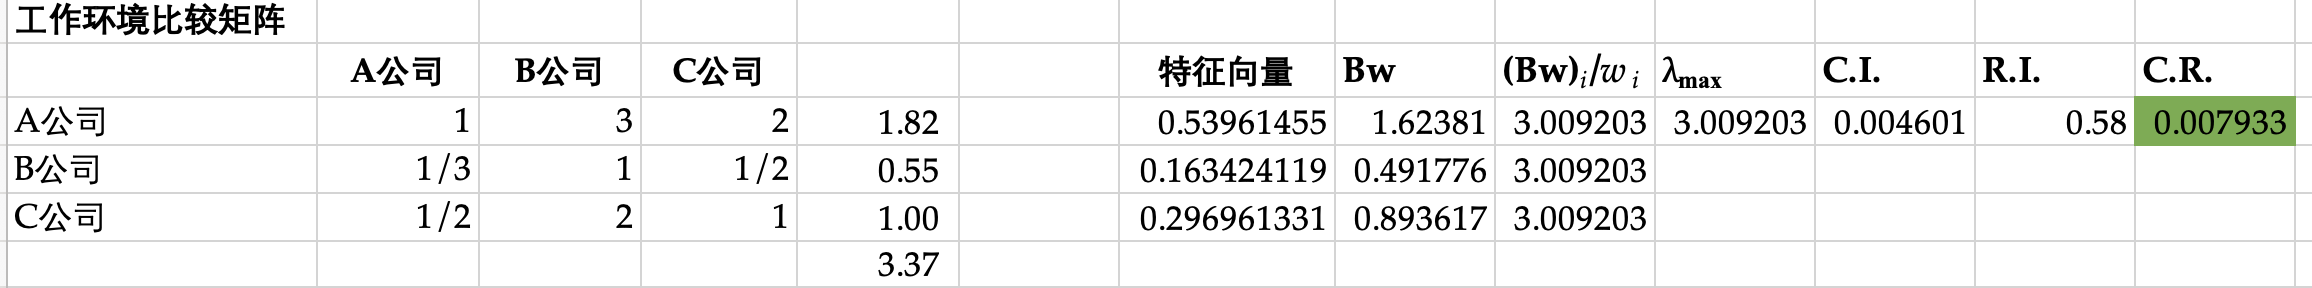 工作环境比较矩阵
A公司 B公司 C公司 特征向量 Bw (Bw)i/wi λmax C.I. R.I. C.R.
A公司 1 3 2 1.82 0.53961455 1.62381 3.009203 3.009203 0.004601 0.58 0.007933
B公司 1/3 1 1/2 0.55 0.163424119 0.491776 3.009203
C公司 1/2 2 1 1.00 0.296961331 0.893617 3.009203
3.37